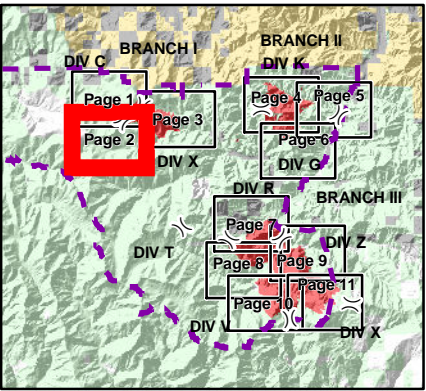 BRANCH I
BRANCH II
DIV C
DIV K
Page 1
Page 4
Page 5
Page 3
Page 2
Page 6
DIV X
DIV G
DIV R
BRANCH III
Page 7
DIV T
DIV Z
Page 8
Page 9
Page 11
Page 10
DIV V
DIV X